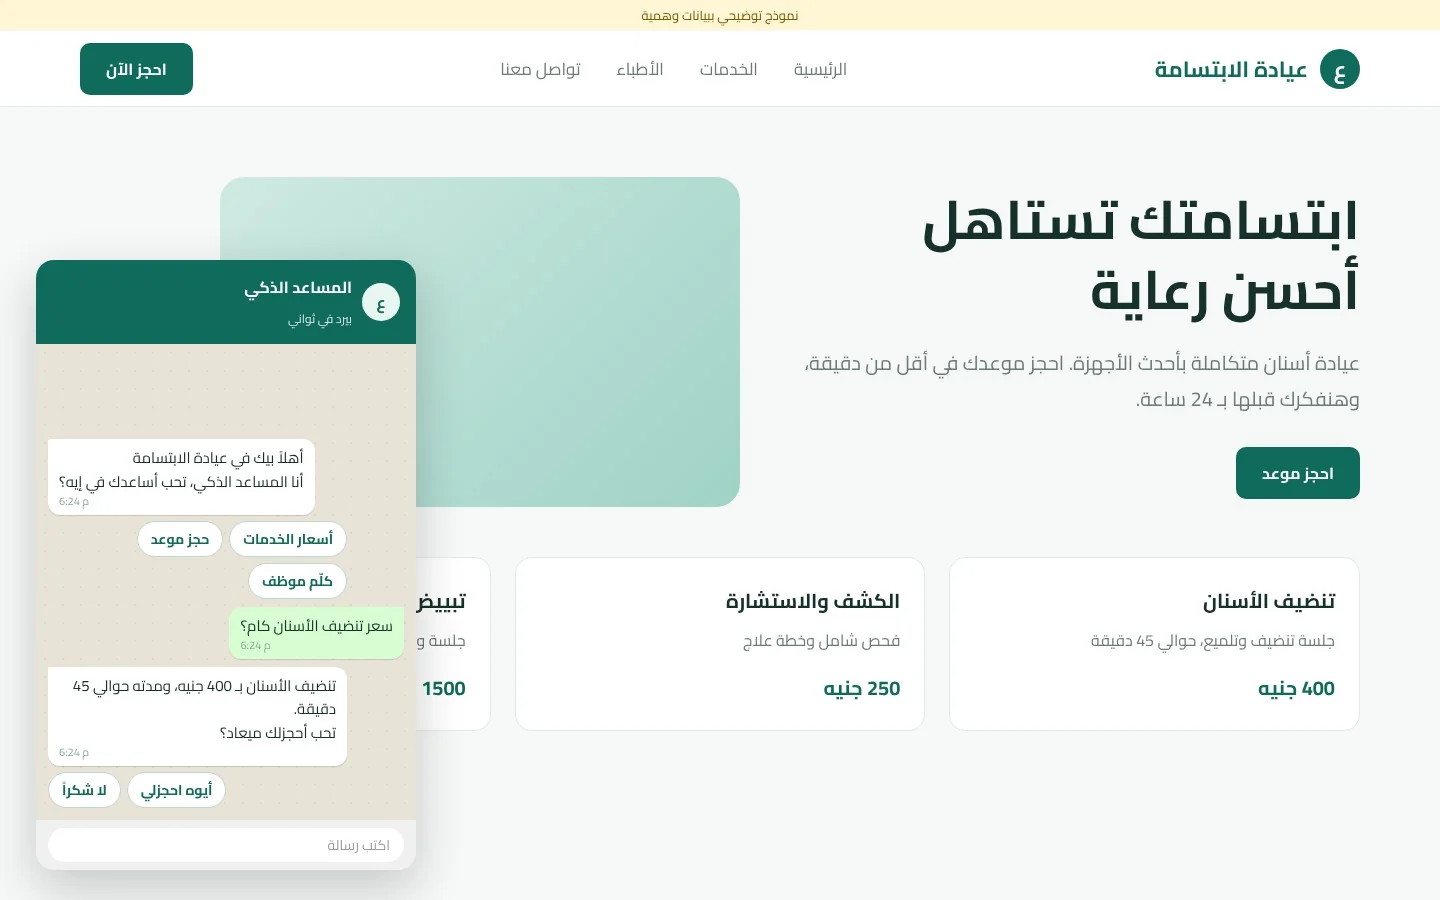 نموذج توضيحي ببيانات وهمية
ع
عيادة الابتسامة
الرئيسية
الخدمات
الأطباء
تواصل معنا
احجز الآن
ابتسامتك تستاهل
أحسن رعاية
عيادة أسنان متكاملة بأحدث الأجهزة. احجز موعدك في أقل من دقيقة،
وهنفكرك قبلها بـ 24 ساعة.
احجز موعد
تنضيف الأسنان
جلسة تنضيف وتلميع، حوالي 45 دقيقة
400 جنيه
الكشف والاستشارة
فحص شامل وخطة علاج
250 جنيه
تبييض
جلسة و
1500
ع
المساعد الذكي
بيرد في ثواني
أهلاً بيك في عيادة الابتسامة
أنا المساعد الذكي، تحب أساعدك في إيه؟
6:24 م
أسعار الخدمات
حجز موعد
كلّم موظف
سعر تنضيف الأسنان كام؟
6:24 م
تنضيف الأسنان بـ 400 جنيه، ومدته حوالي 45
دقيقة.
تحب أحجزلك ميعاد؟
6:24 م
أيوه احجزلي
لا شكراً
اكتب رسالة